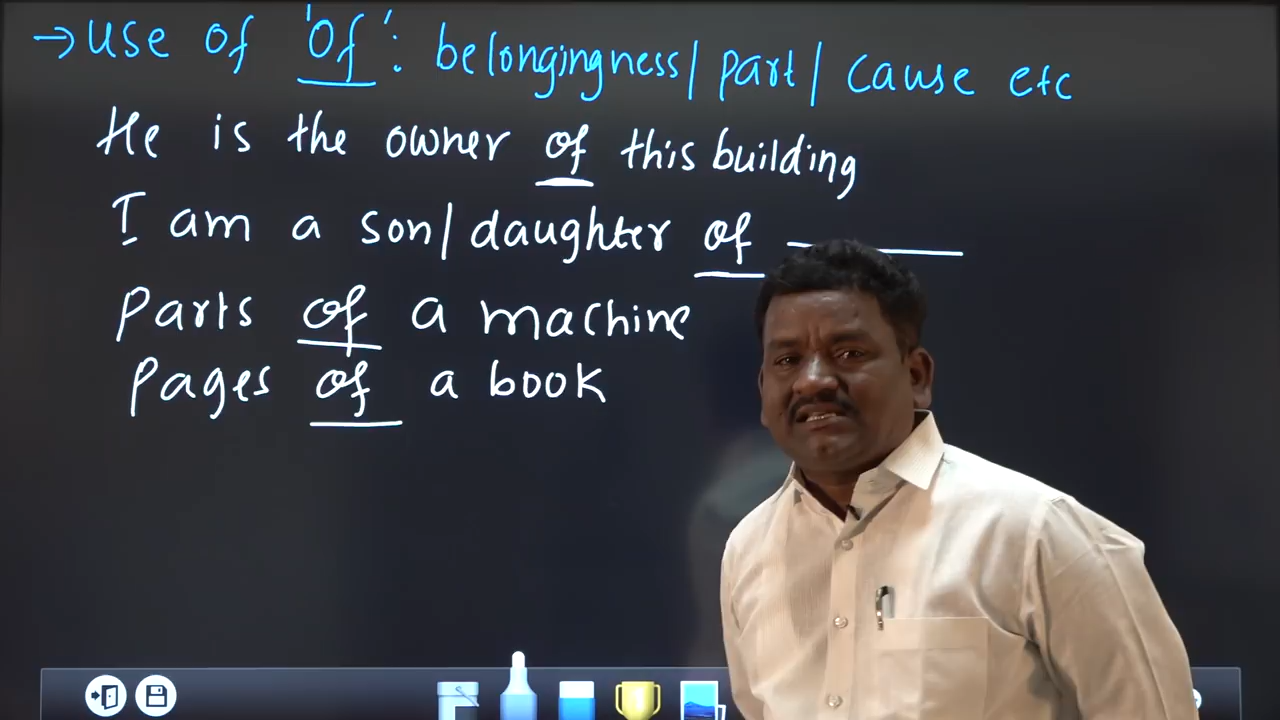 → use of 'Of': belongingness/ part/ cause etc
He is the owner of this building
I am a son/daughter of ______
Parts of a machine
Pages of a book